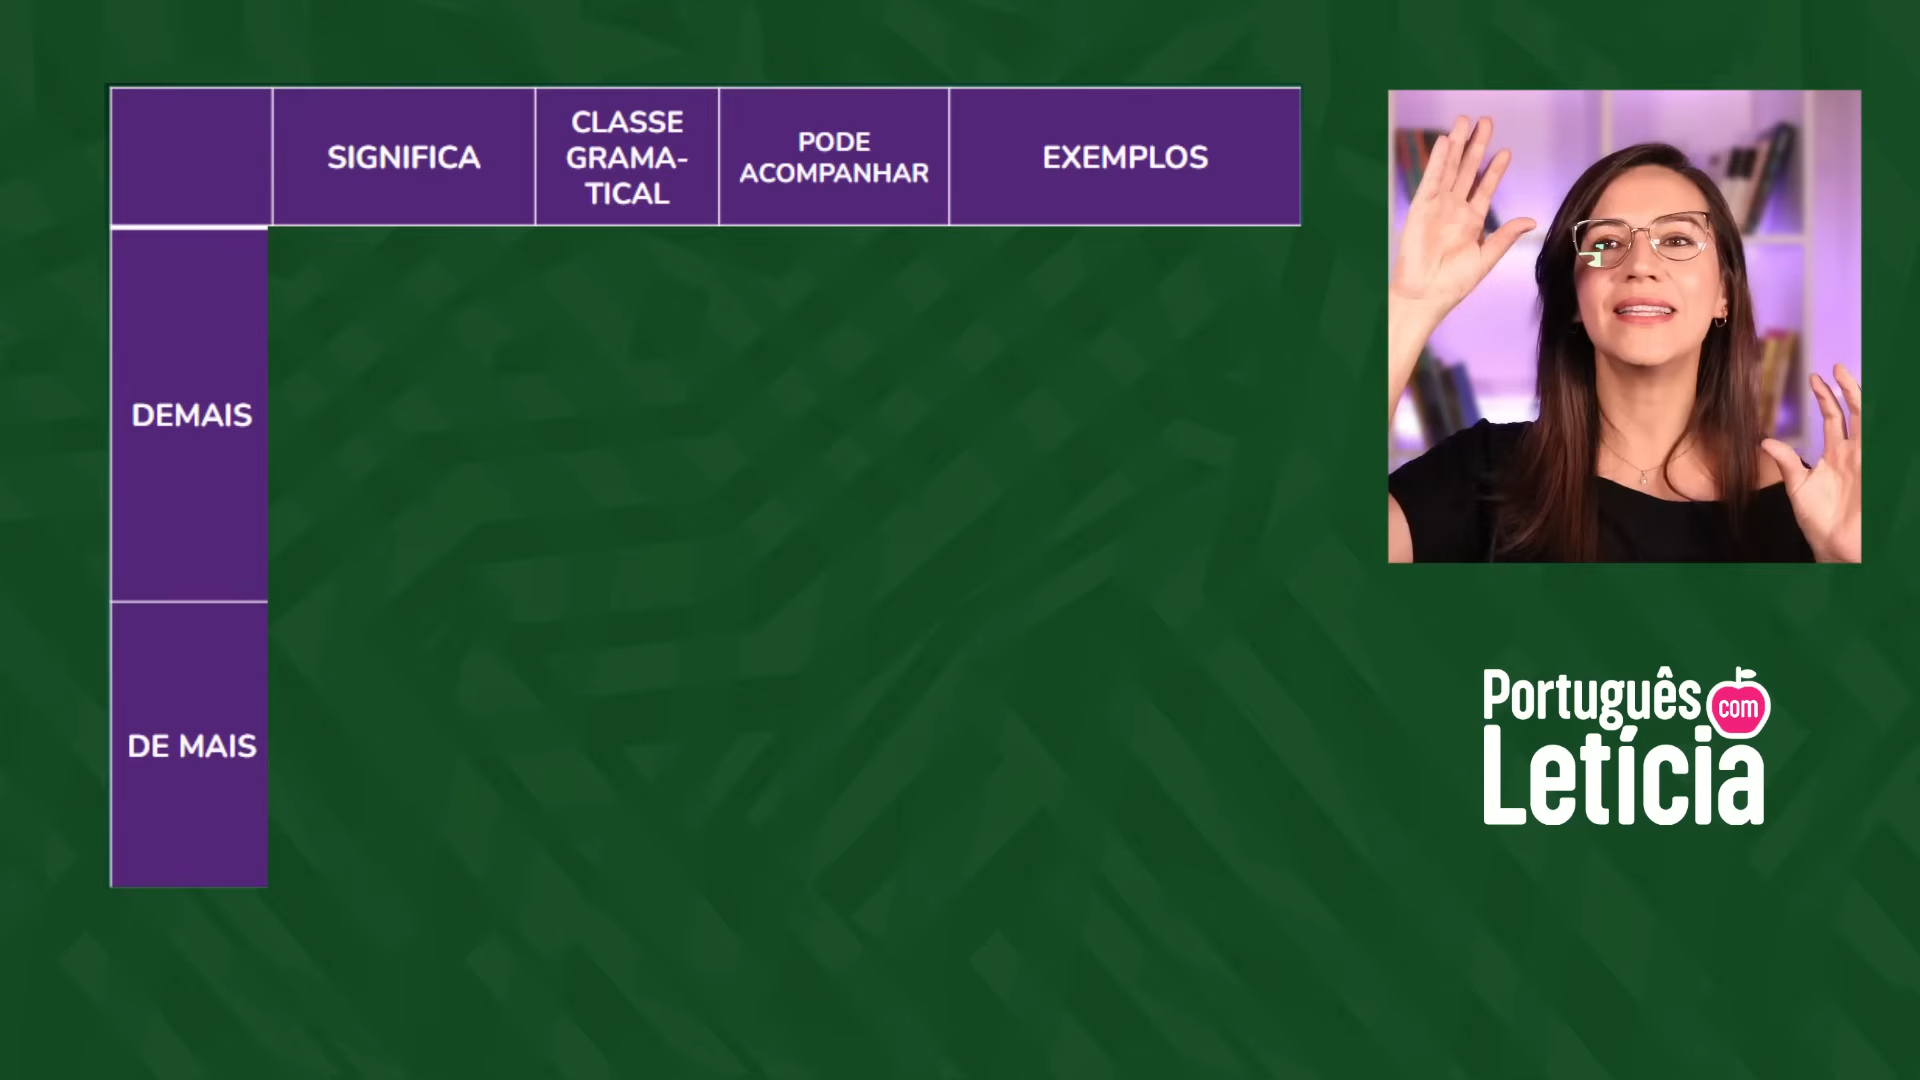 SIGNIFICA
CLASSE
GRAMA-
TICAL
PODE
ACOMPANHAR
EXEMPLOS
DEMAIS
DE MAIS
Português
com
Letícia